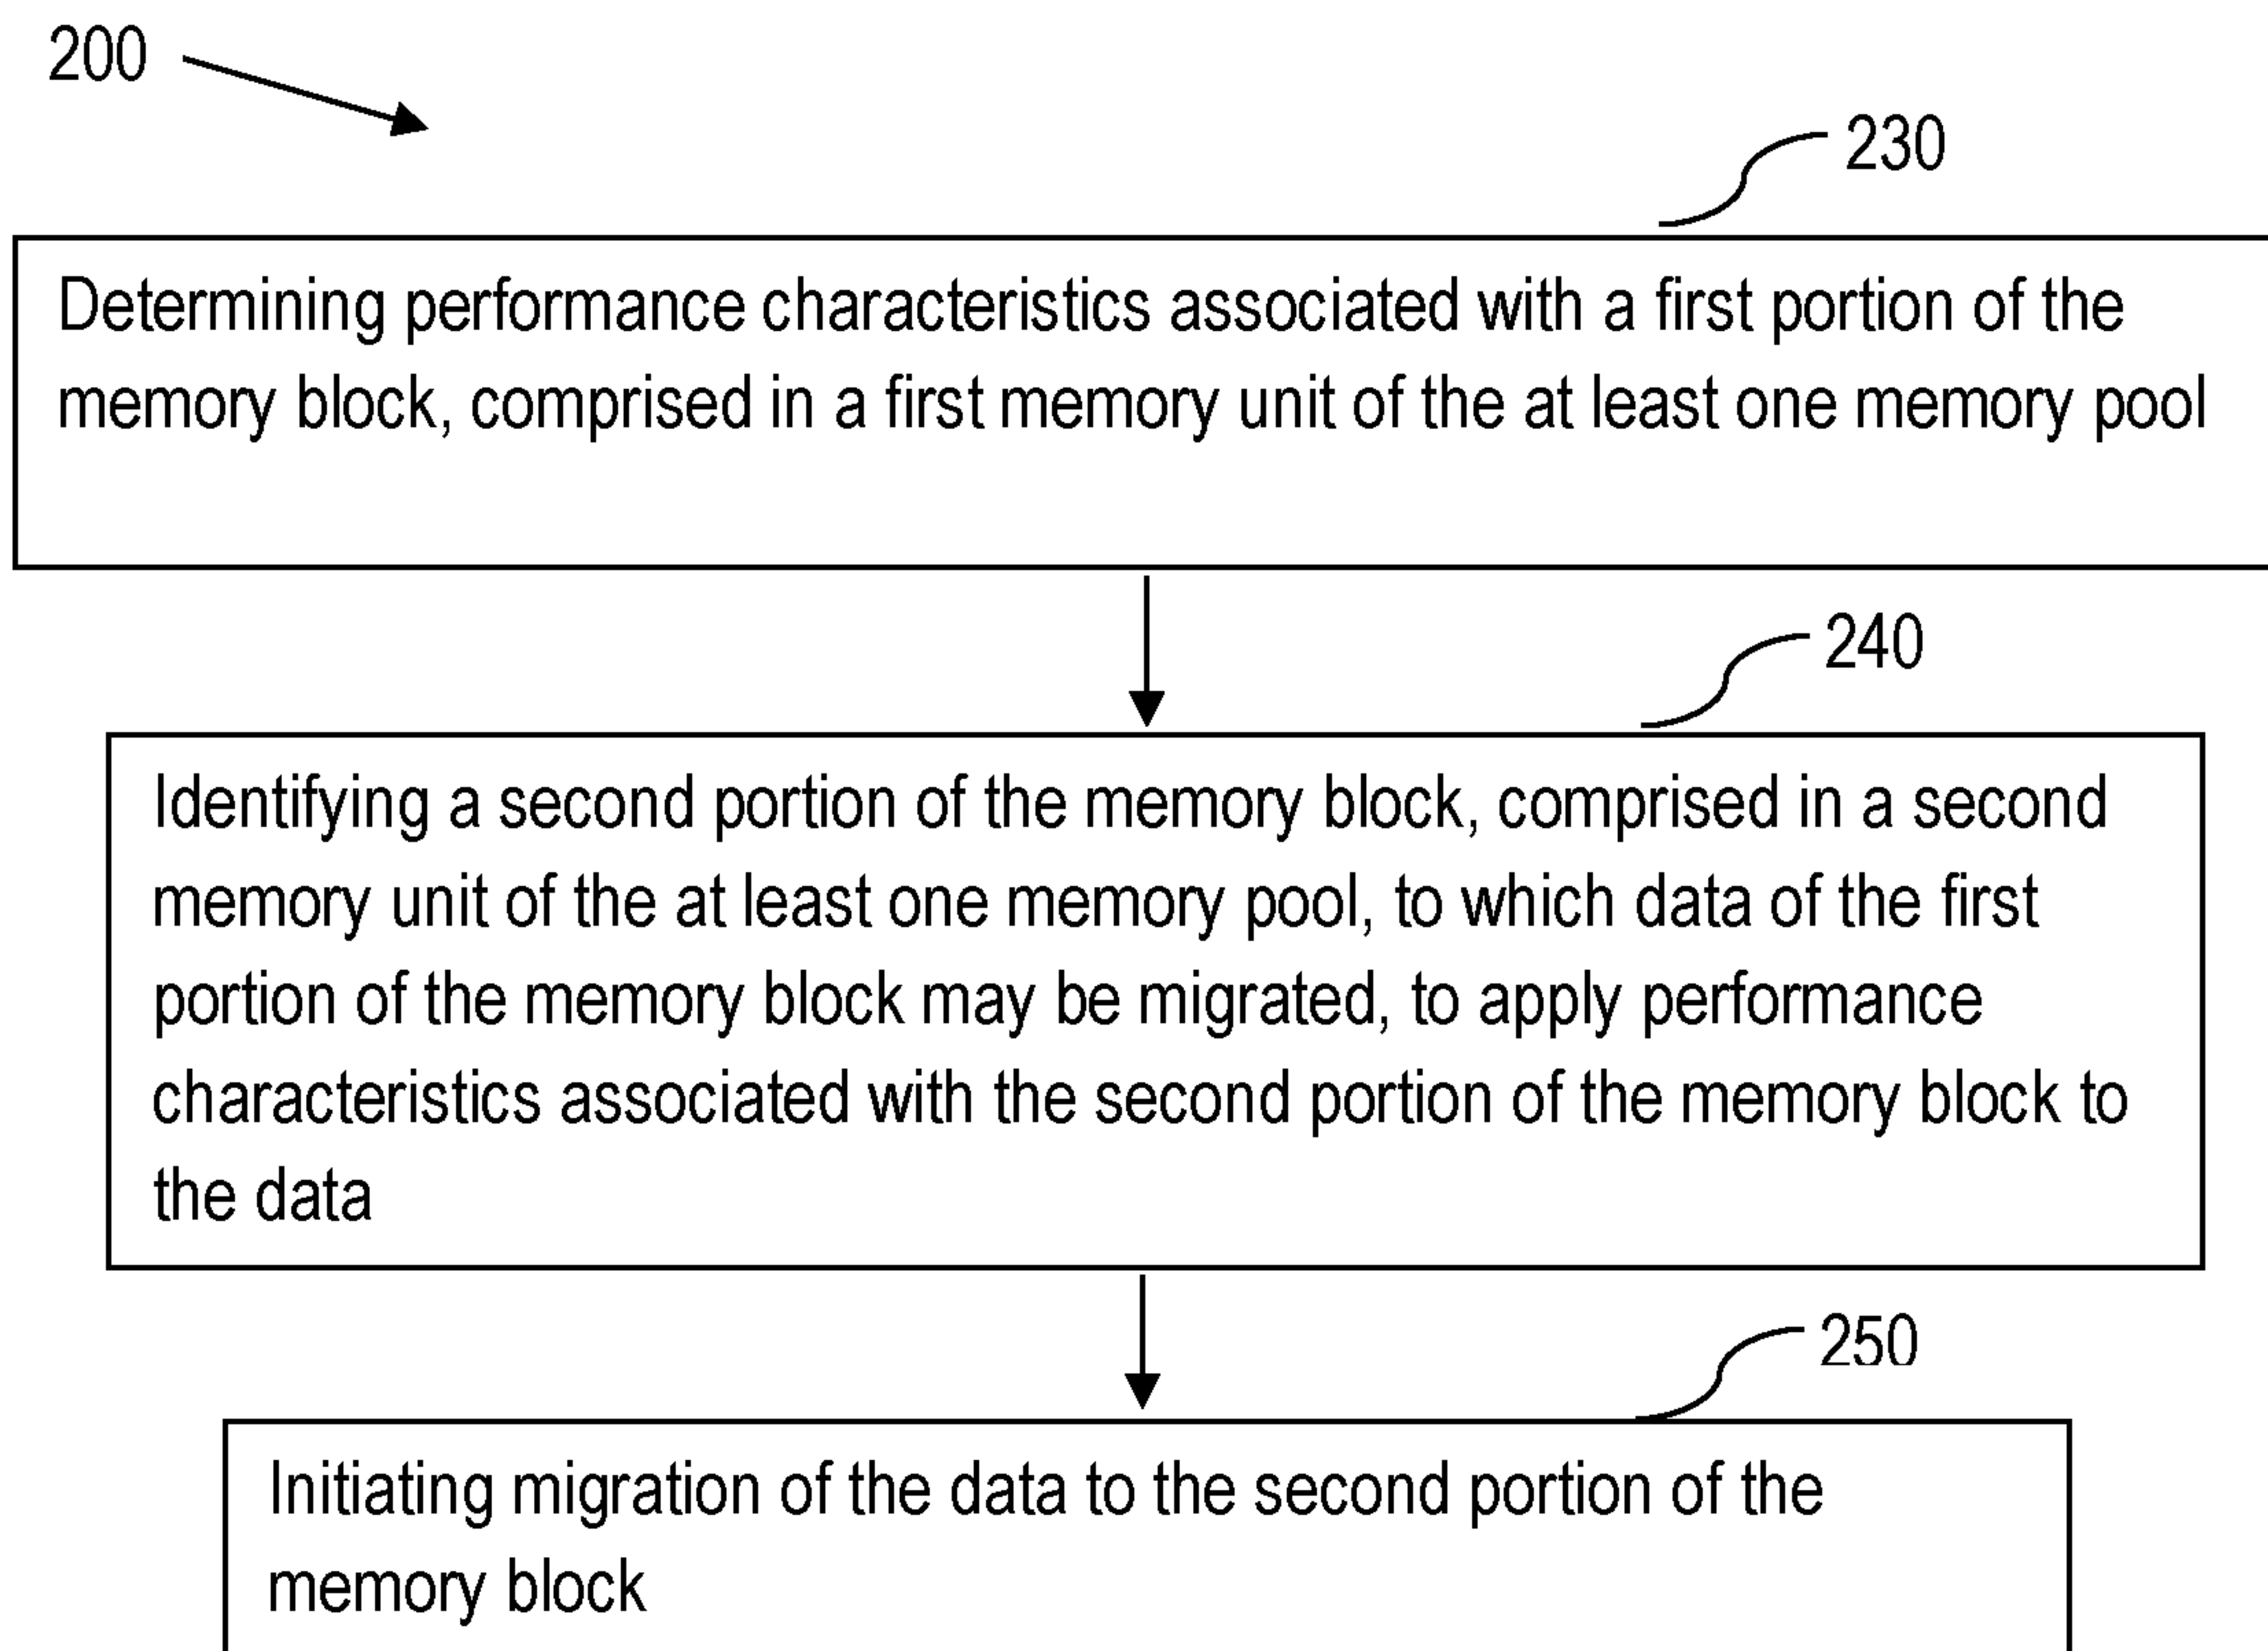 200
230
Determining performance characteristics associated with a first portion of the
memory block, comprised in a first memory unit of the at least one memory pool
240
Identifying a second portion of the memory block, comprised in a second
memory unit of the at least one memory pool, to which data of the first
portion of the memory block may be migrated, to apply performance
characteristics associated with the second portion of the memory block to
the data
250
Initiating migration of the data to the second portion of the
memory block